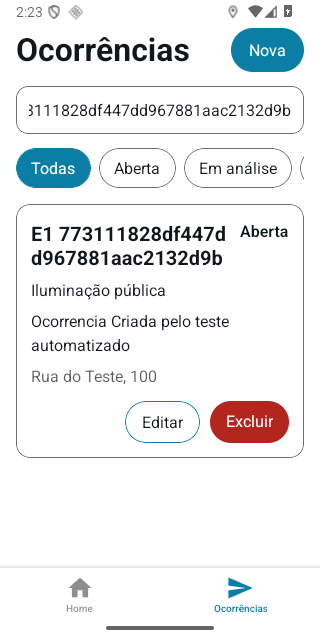 2:23
Ocorrências
Nova
3111828df447dd967881aac2132d9b
Todas
Aberta
Em análise
E1 773111828df447d
d967881aac2132d9b
Aberta
Iluminação pública
Ocorrencia Criada pelo teste
automatizado
Rua do Teste, 100
Editar
Excluir
Home
Ocorrências